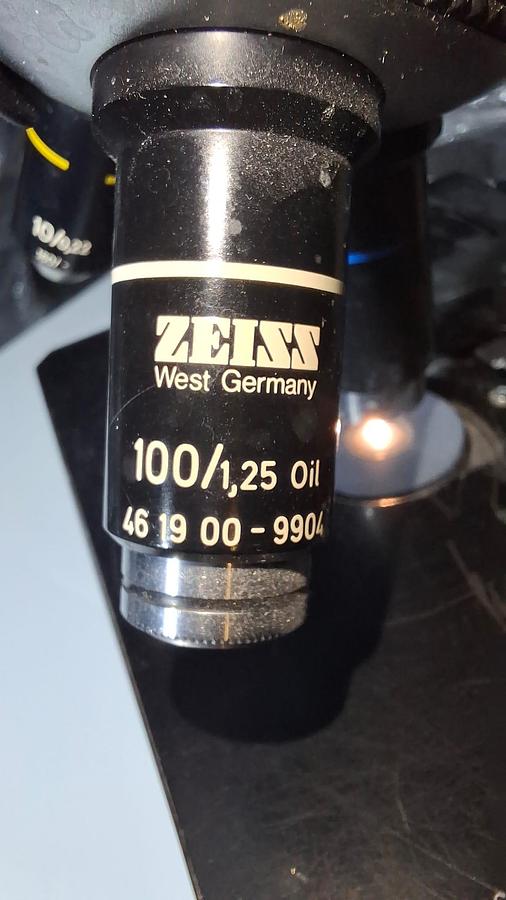 10/0,22
ZEISS
West Germany
100/1,25 Oil
46 19 00 - 9904